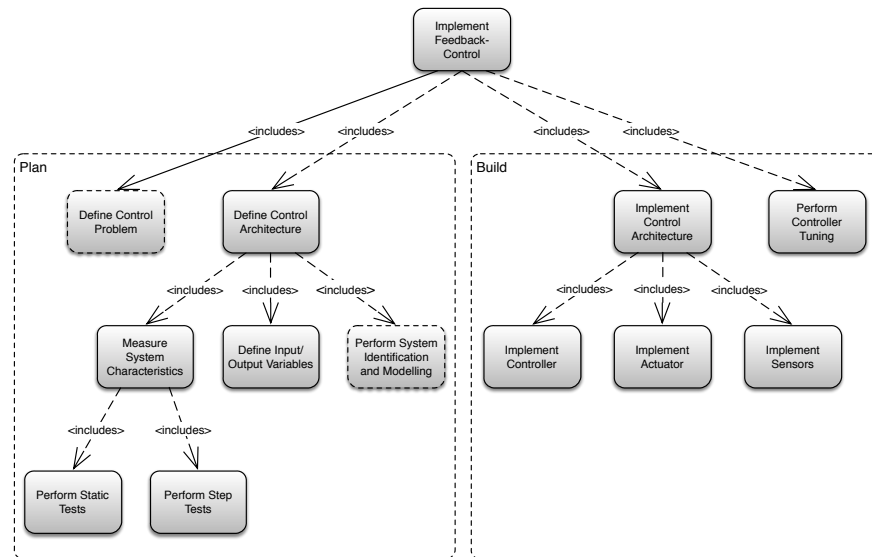 Implement
Feedback-
Control
<includes>
<includes>
<includes>
<includes>
Plan
Build
Define Control
Problem
Define Control
Architecture
Implement
Control
Architecture
Perform
Controller
Tuning
<includes>
<includes>
<includes>
<includes>
<includes>
<includes>
Measure
System
Characteristics
Define Input/
Output Variables
Perform System
Identification
and Modelling
Implement
Controller
Implement
Actuator
Implement
Sensors
<includes>
<includes>
Perform Static
Tests
Perform Step
Tests